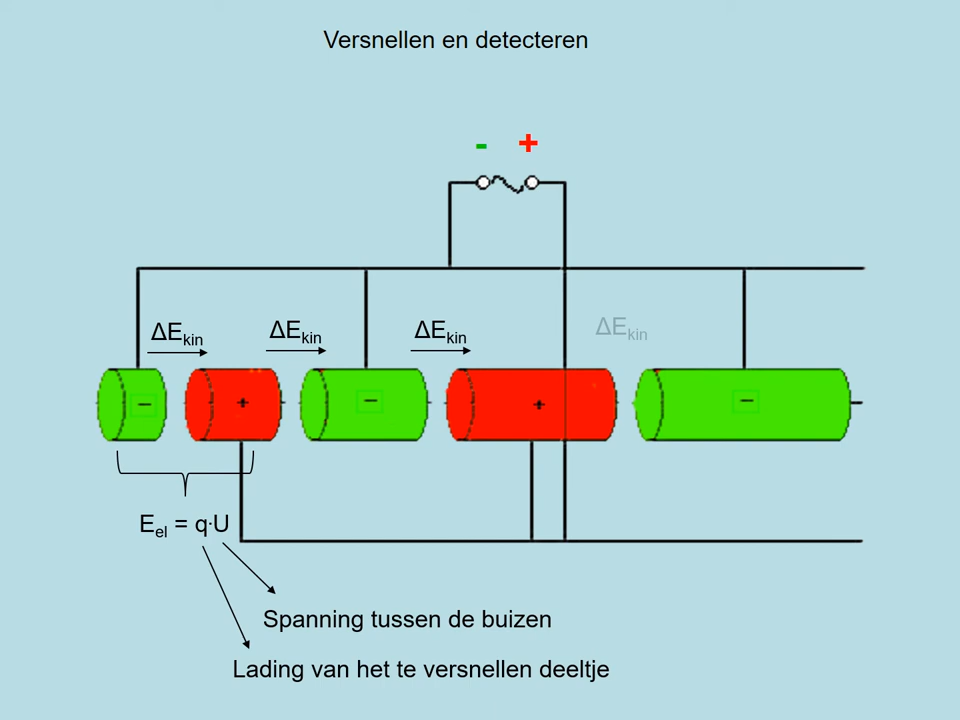 Versnellen en detecteren
- +
ΔEkin ΔEkin ΔEkin ΔEkin
− + − + −
Eel = q·U
Spanning tussen de buizen
Lading van het te versnellen deeltje